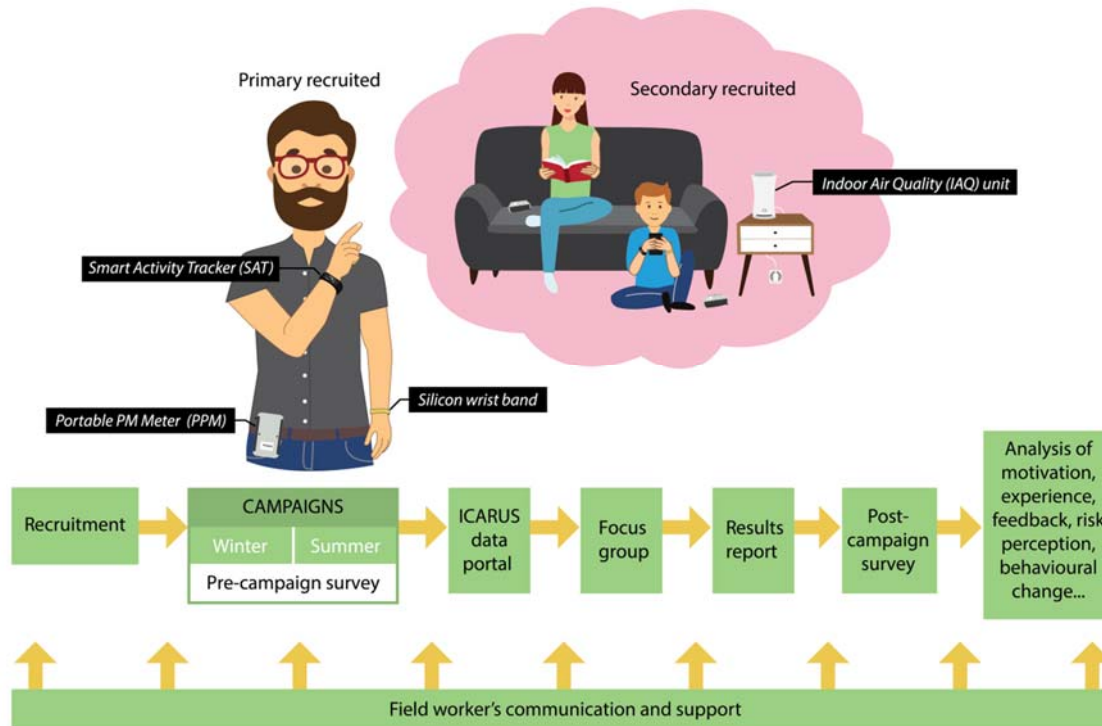 Primary recruited
Secondary recruited
Indoor Air Quality (IAQ) unit
Smart Activity Tracker (SAT)
Silicon wrist band
Portable PM Meter (PPM)
Recruitment
CAMPAIGNS
Winter
Summer
Pre-campaign survey
ICARUS
data
portal
Focus
group
Results
report
Post-
campaign
survey
Analysis of
motivation,
experience,
feedback, risk
perception,
behavioural
change...
Field worker's communication and support